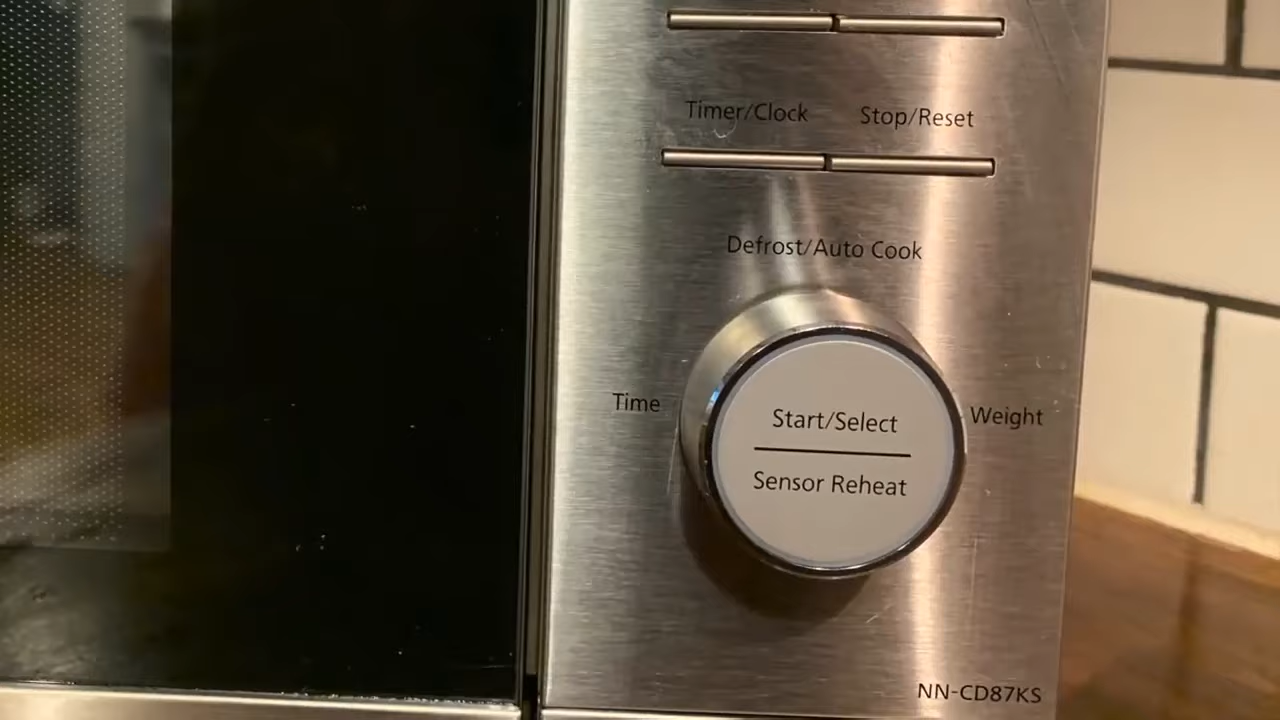 Timer/Clock Stop/Reset
Defrost/Auto Cook
Time Weight
Start/Select
Sensor Reheat
NN-CD87KS